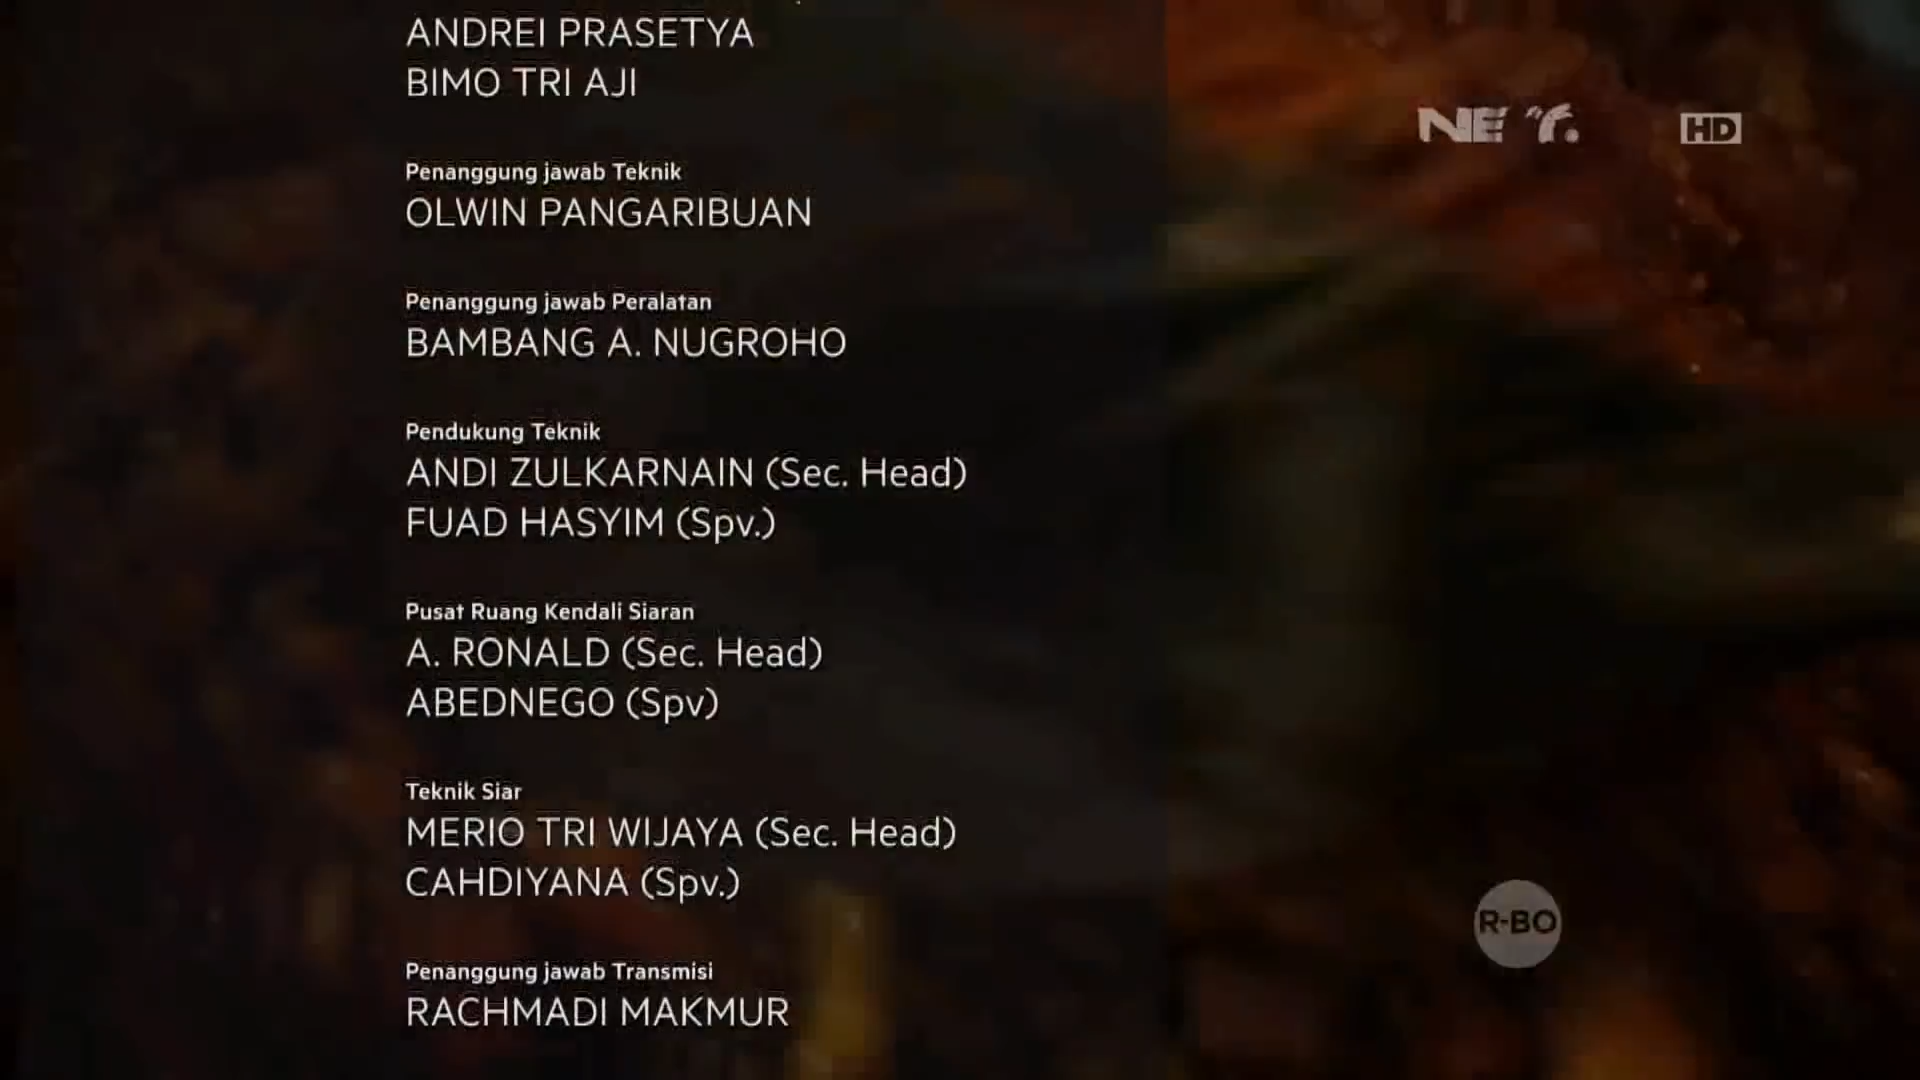 ANDREI PRASETYA
BIMO TRI AJI
NET.
HD
Penanggung jawab Teknik
OLWIN PANGARIBUAN
Penanggung jawab Peralatan
BAMBANG A. NUGROHO
Pendukung Teknik
ANDI ZULKARNAIN (Sec. Head)
FUAD HASYIM (Spv.)
Pusat Ruang Kendali Siaran
A. RONALD (Sec. Head)
ABEDNEGO (Spv)
Teknik Siar
MERIO TRI WIJAYA (Sec. Head)
CAHDIYANA (Spv.)
R-BO
Penanggung jawab Transmisi
RACHMADI MAKMUR